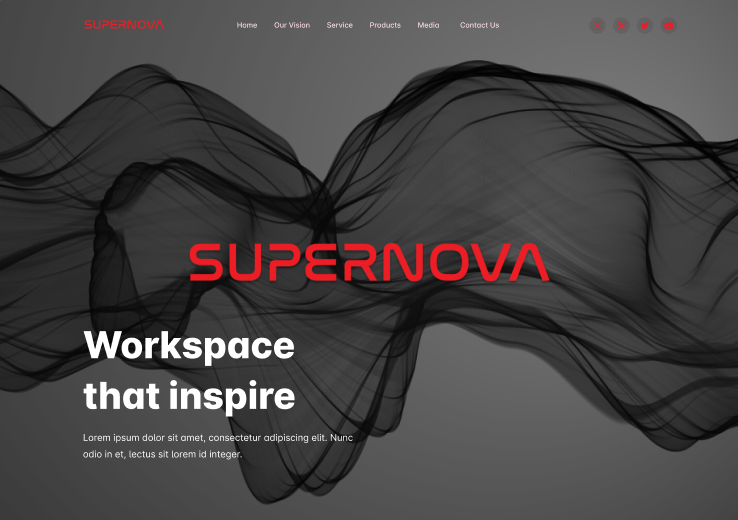 SUPERNOVA
Home Our Vision Service Products Media Contact Us
SUPERNOVA
Workspace
that inspire
Lorem ipsum dolor sit amet, consectetur adipiscing elit. Nunc
odio in et, lectus sit lorem id integer.